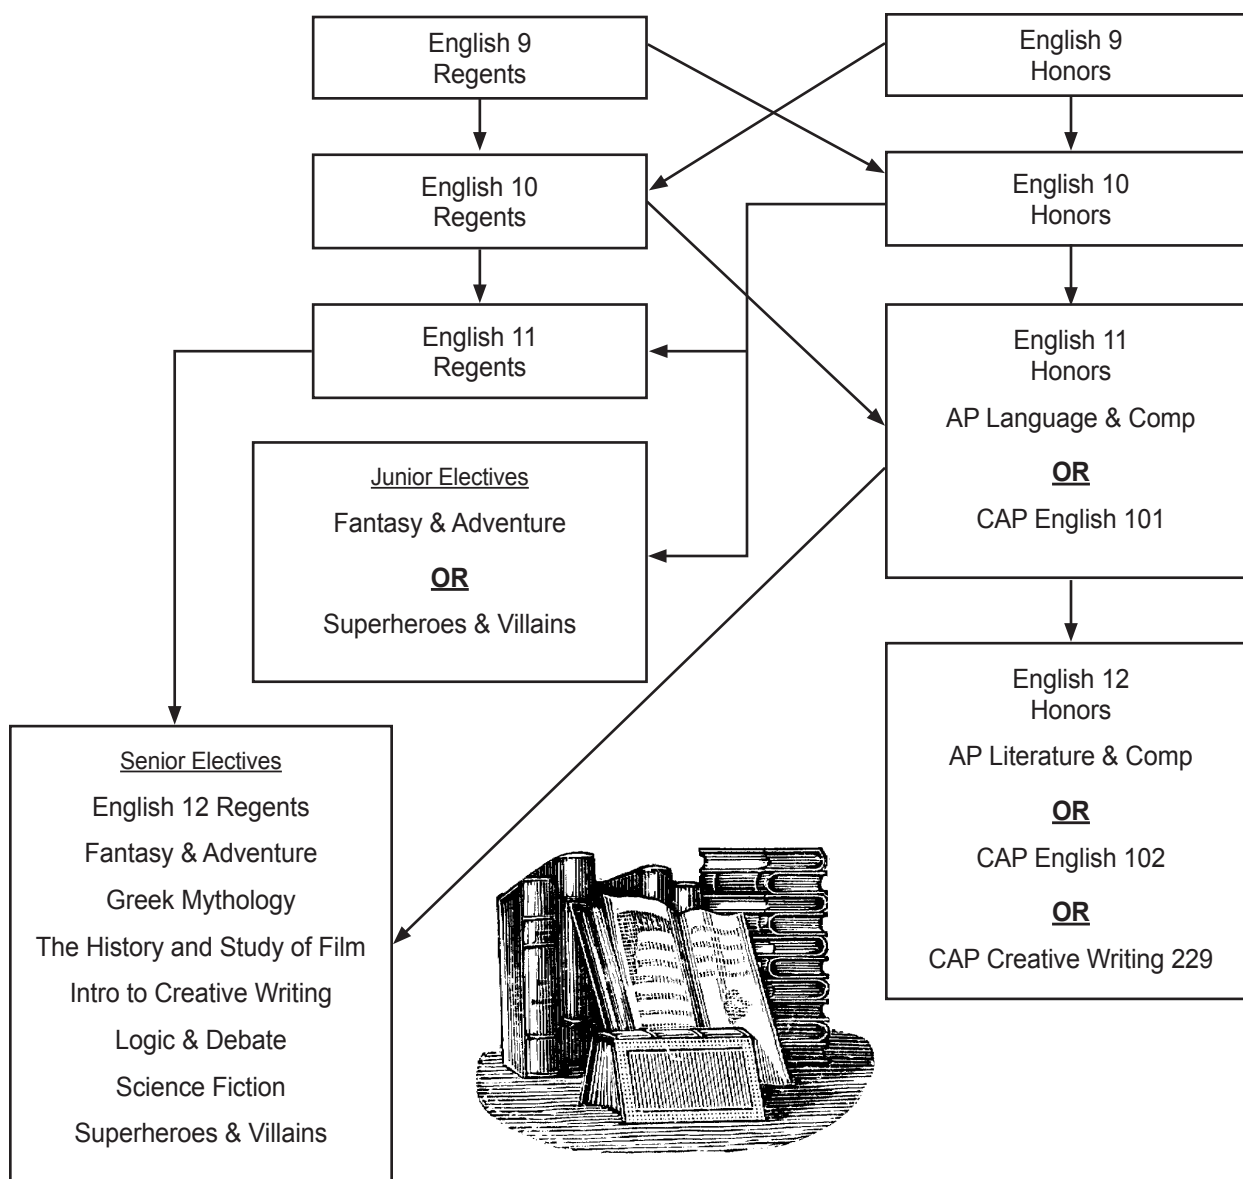 English 9
Regents
English 9
Honors
English 10
Regents
English 10
Honors
English 11
Regents
English 11
Honors
AP Language & Comp
OR
CAP English 101
Junior Electives
Fantasy & Adventure
OR
Superheroes & Villains
English 12
Honors
AP Literature & Comp
OR
CAP English 102
OR
CAP Creative Writing 229
Senior Electives
English 12 Regents
Fantasy & Adventure
Greek Mythology
The History and Study of Film
Intro to Creative Writing
Logic & Debate
Science Fiction
Superheroes & Villains